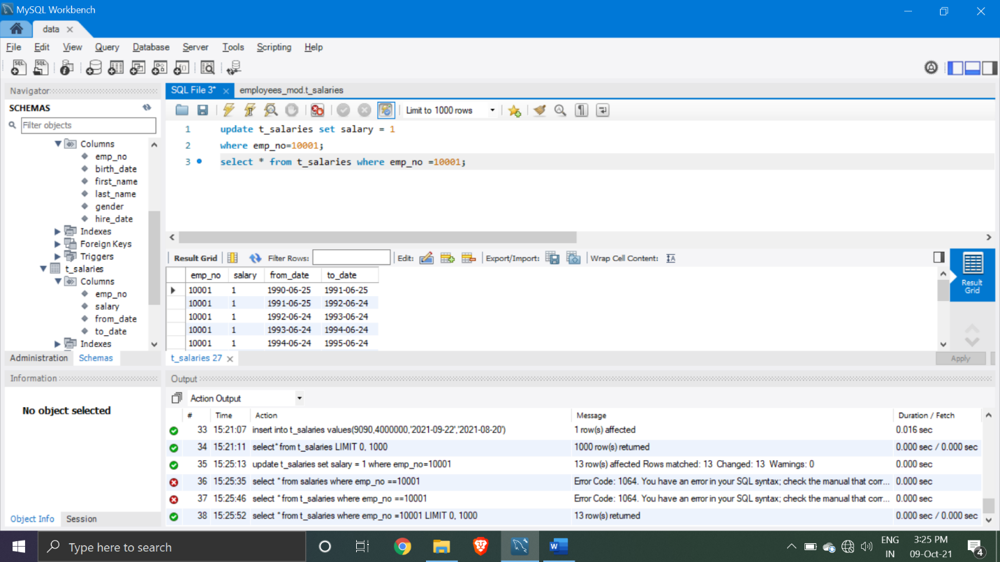 MySQL Workbench
data
File Edit View Query Database Server Tools Scripting Help
Navigator
SCHEMAS
Filter objects
Columns
emp_no
birth_date
first_name
last_name
gender
hire_date
Indexes
Foreign Keys
Triggers
t_salaries
Columns
emp_no
salary
from_date
to_date
Indexes
Administration Schemas
Information
No object selected
Object Info Session
SQL File 3* employees_mod.t_salaries
Limit to 1000 rows
1 update t_salaries set salary = 1
2 where emp_no=10001;
3 select * from t_salaries where emp_no =10001;
Result Grid Filter Rows: Edit: Export/Import: Wrap Cell Content:
emp_no salary from_date to_date
10001 1 1990-06-25 1991-06-25
10001 1 1991-06-25 1992-06-24
10001 1 1992-06-24 1993-06-24
10001 1 1993-06-24 1994-06-24
10001 1 1994-06-24 1995-06-24
Result
Grid
t_salaries 27
Apply
Output
Action Output
# Time Action Message Duration / Fetch
33 15:21:07 insert into t_salaries values(9090,4000000,'2021-09-22','2021-08-20') 1 row(s) affected 0.016 sec
34 15:21:11 select* from t_salaries LIMIT 0, 1000 1000 row(s) returned 0.000 sec / 0.000 sec
35 15:25:13 update t_salaries set salary = 1 where emp_no=10001 13 row(s) affected Rows matched: 13 Changed: 13 Warnings: 0 0.000 sec
36 15:25:35 select * from salaries where emp_no ==10001 Error Code: 1064. You have an error in your SQL syntax; check the manual that corr... 0.000 sec
37 15:25:46 select * from t_salaries where emp_no ==10001 Error Code: 1064. You have an error in your SQL syntax; check the manual that corr... 0.000 sec
38 15:25:52 select * from t_salaries where emp_no =10001 LIMIT 0, 1000 13 row(s) returned 0.000 sec / 0.000 sec
Type here to search
ENG
IN
3:25 PM
09-Oct-21
4